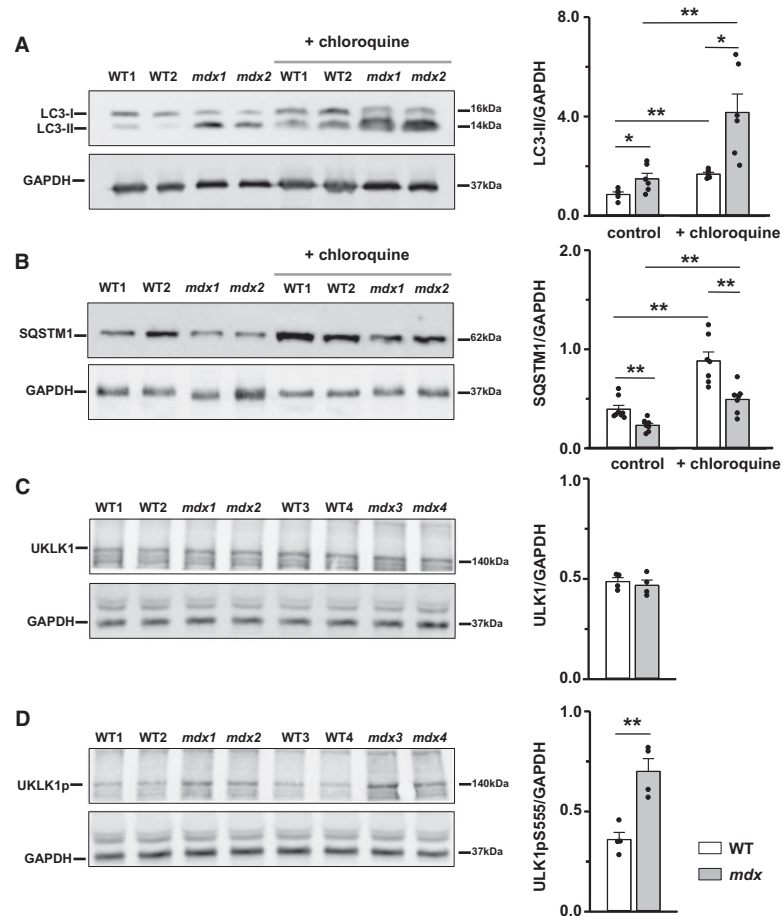 A
+ chloroquine
WT1 WT2 mdx1 mdx2 WT1 WT2 mdx1 mdx2
LC3-I
LC3-II
16kDa
14kDa
GAPDH
37kDa
LC3-II/GAPDH
8.0
4.0
0.0
**
*
**
*
control + chloroquine
B
+ chloroquine
WT1 WT2 mdx1 mdx2 WT1 WT2 mdx1 mdx2
SQSTM1
62kDa
GAPDH
37kDa
SQSTM1/GAPDH
2.0
1.0
0.0
**
**
**
**
control + chloroquine
C
WT1 WT2 mdx1 mdx2 WT3 WT4 mdx3 mdx4
UKLK1
140kDa
GAPDH
37kDa
ULK1/GAPDH
1.0
0.5
0.0
D
WT1 WT2 mdx1 mdx2 WT3 WT4 mdx3 mdx4
UKLK1p
140kDa
GAPDH
37kDa
ULK1pS555/GAPDH
1.0
0.5
0.0
**
WT
mdx